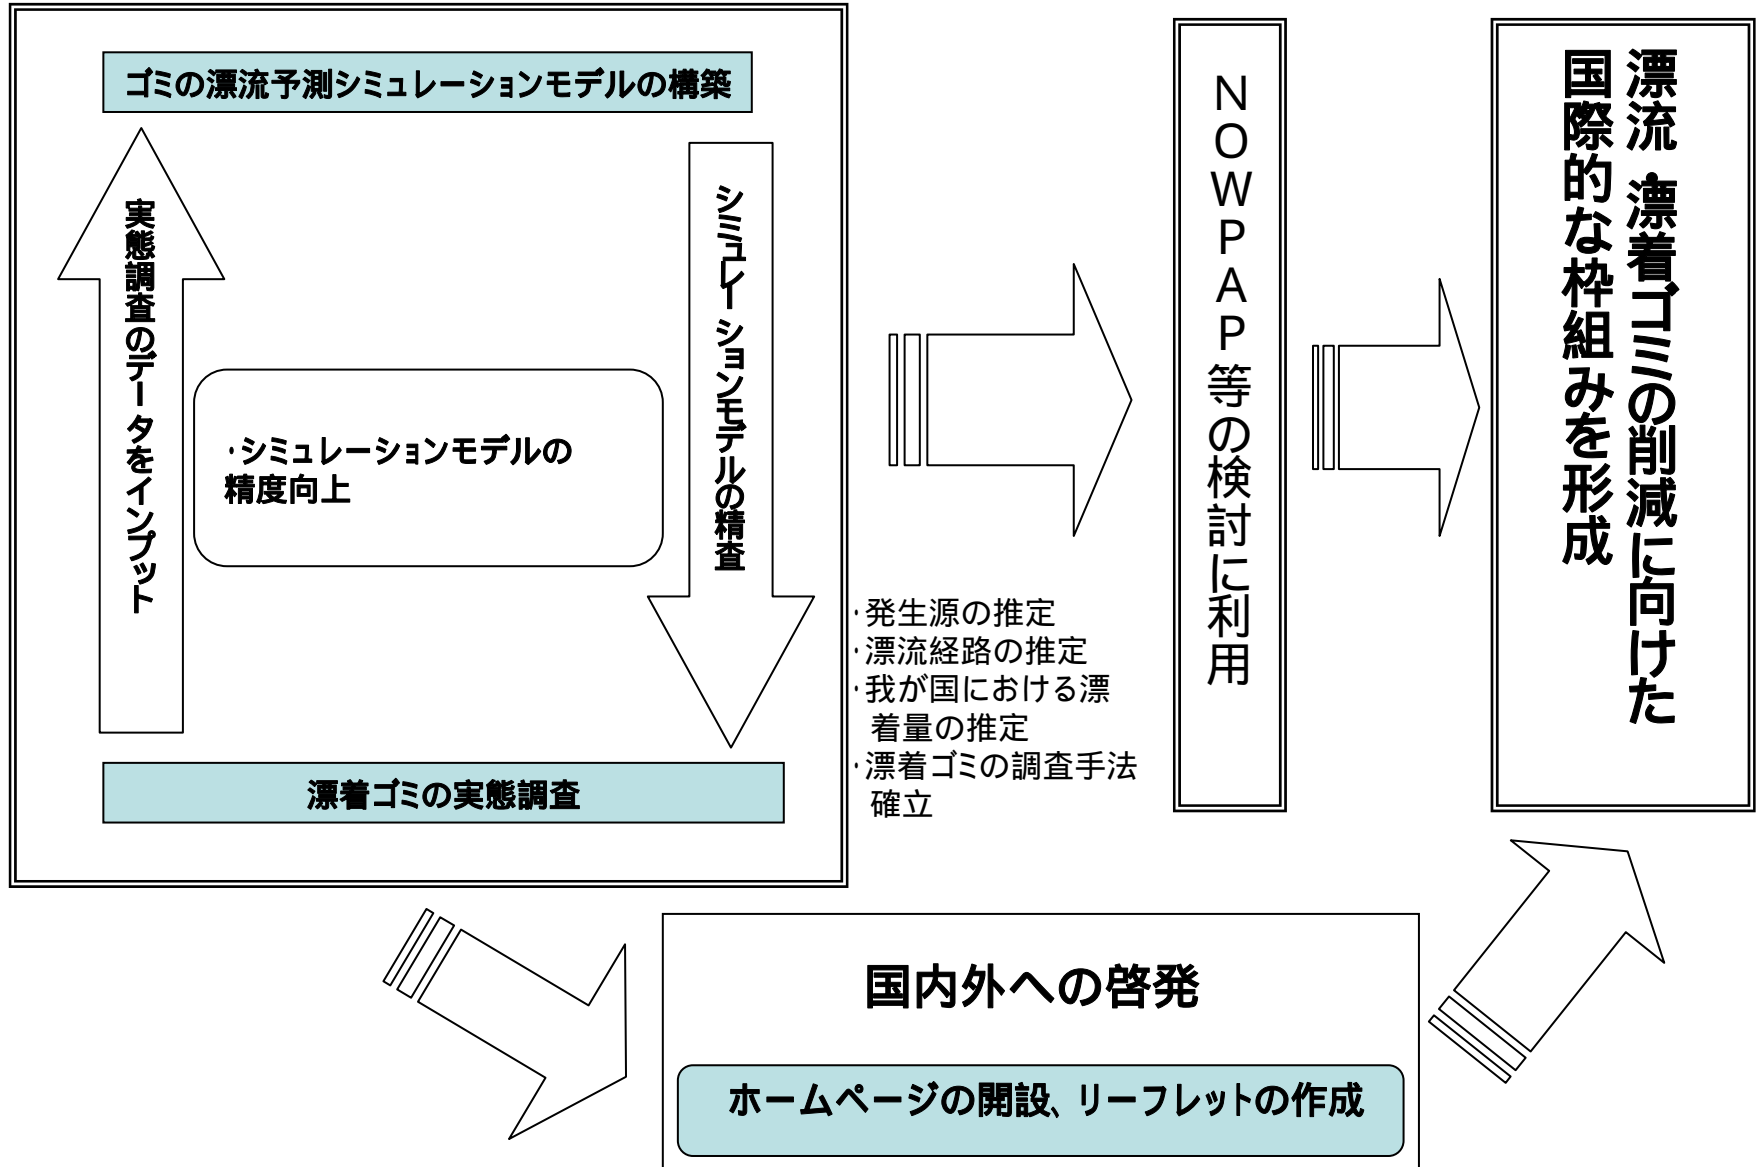 ゴミの漂流予測シミュレーションモデルの構築
実態調査のデータをインプット
・シミュレーションモデルの
精度向上
シミュレーションモデルの精査
漂着ゴミの実態調査
・発生源の推定
・漂流経路の推定
・我が国における漂
着量の推定
・漂着ゴミの調査手法
確立
NOWPAP等の検討に利用
漂流・漂着ゴミの削減に向けた
国際的な枠組みを形成
国内外への啓発
ホームページの開設、リーフレットの作成